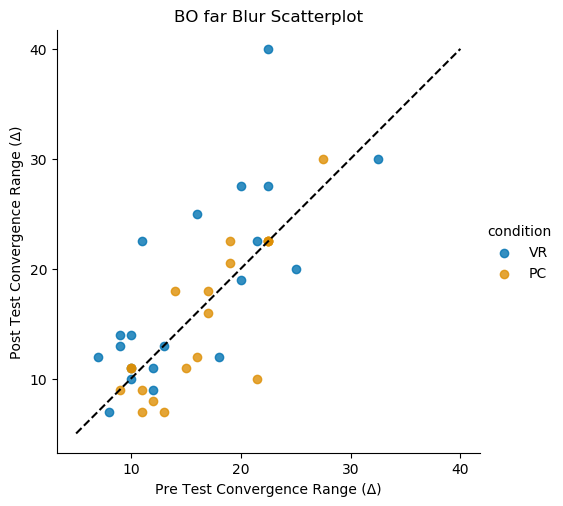 BO far Blur Scatterplot
Post Test Convergence Range (Δ)
40
30
20
10
10
20
30
40
Pre Test Convergence Range (Δ)
condition
VR
PC